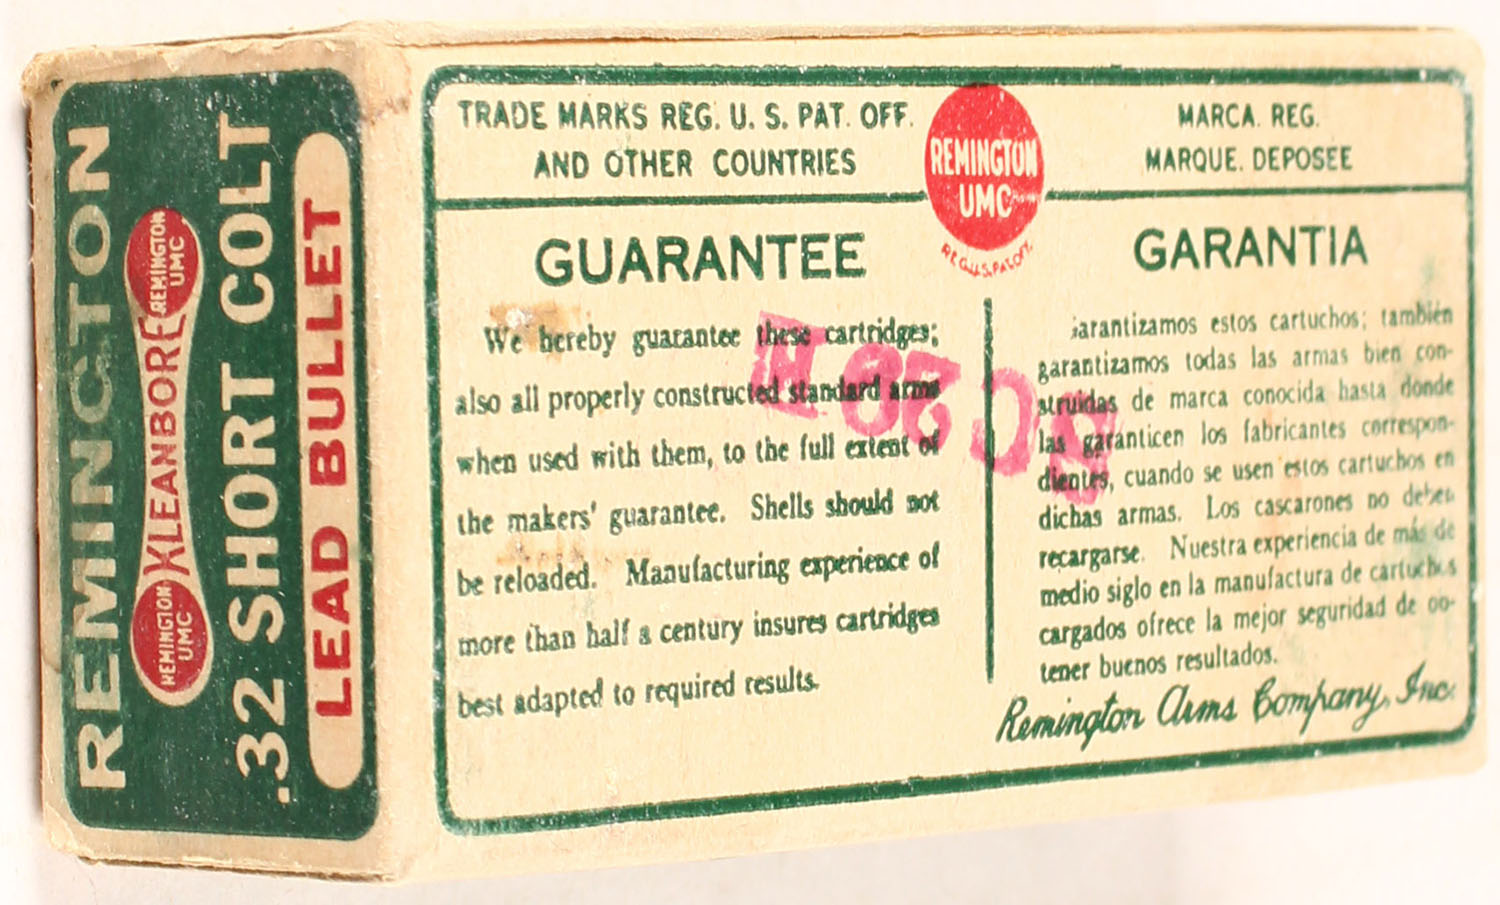 REMINGTON
REMINGTON
UMC
KLEANBORE
REMINGTON
UMC
.32 SHORT COLT
LEAD BULLET
TRADE MARKS REG. U. S. PAT. OFF.
AND OTHER COUNTRIES
REMINGTON
UMC
REG.U.S.PAT.OFF.
MARCA. REG.
MARQUE. DEPOSEE
GUARANTEE
We hereby guarantee these cartridges;
also all properly constructed standard arms
when used with them, to the full extent of
the makers' guarantee. Shells should not
be reloaded. Manufacturing experience of
more than half a century insures cartridges
best adapted to required results.
GARANTIA
arantizamos estos cartuchos; también
garantizamos todas las armas bien con-
struidas de marca conocida hasta donde
las garanticen los fabricantes correspon-
dientes, cuando se usen estos cartuchos en
dichas armas. Los cascarones no deben
recargarse. Nuestra experiencia de más de
medio siglo en la manufactura de cartuchos
cargados ofrece la mejor seguridad de oo-
tener buenos resultados.
Remington Arms Company, Inc.